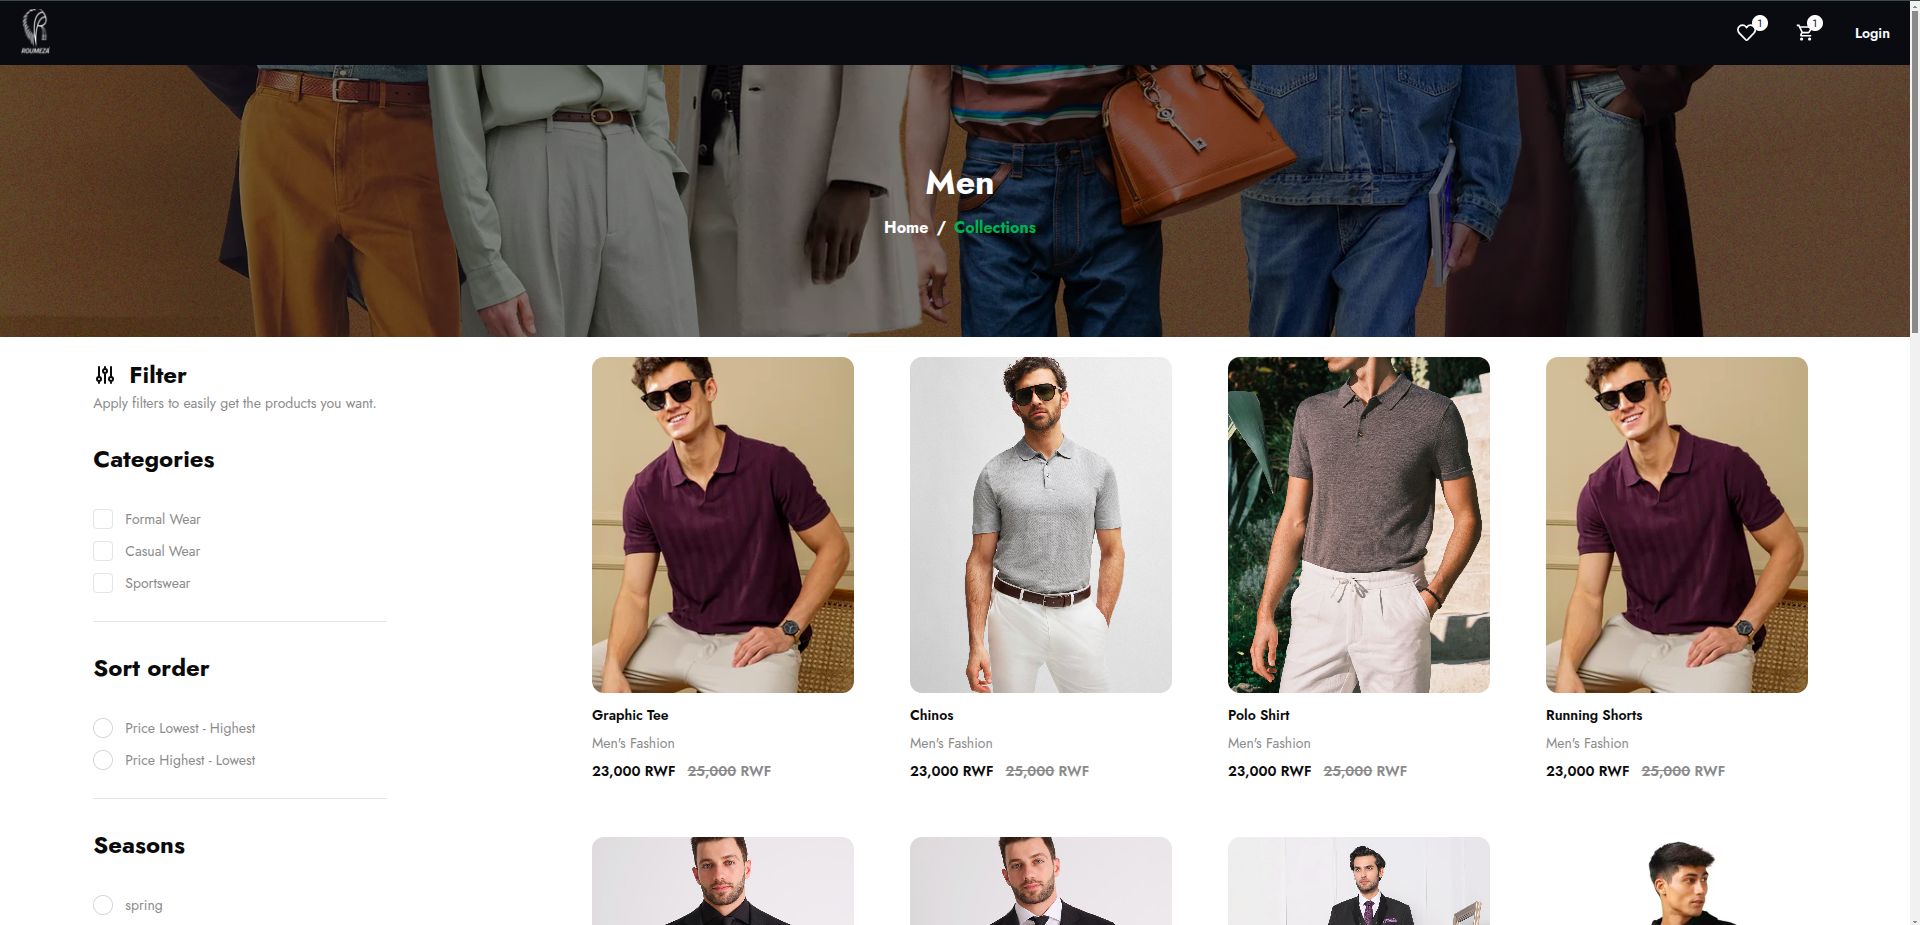 ROUMEZA
1
1
Login
Men
Home / Collections
Filter
Apply filters to easily get the products you want.
Categories
Formal Wear
Casual Wear
Sportswear
Sort order
Price Lowest - Highest
Price Highest - Lowest
Seasons
spring
Graphic Tee
Men's Fashion
23,000 RWF 25,000 RWF
Chinos
Men's Fashion
23,000 RWF 25,000 RWF
Polo Shirt
Men's Fashion
23,000 RWF 25,000 RWF
Running Shorts
Men's Fashion
23,000 RWF 25,000 RWF